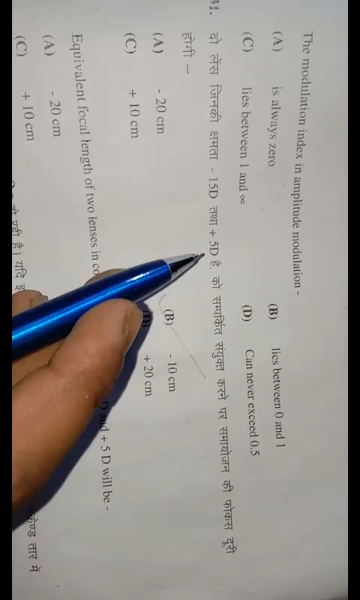 The modulation index in amplitude modulation -
(A) is always zero (B) lies between 0 and 1
(C) lies between 1 and ∞ (D) Can never exceed 0.5
31. दो लेंस जिनकी क्षमता - 15D तथा + 5D है, को सम्पर्कित संयुक्त करने पर समायोजन की फोकस दूरी
होगी –
(A) - 20 cm (B) - 10 cm
(C) + 10 cm + 20 cm
Equivalent focal length of two lenses in and + 5 D will be -
(A) - 20 cm
(C) + 10 cm
रही है। यदि तार में